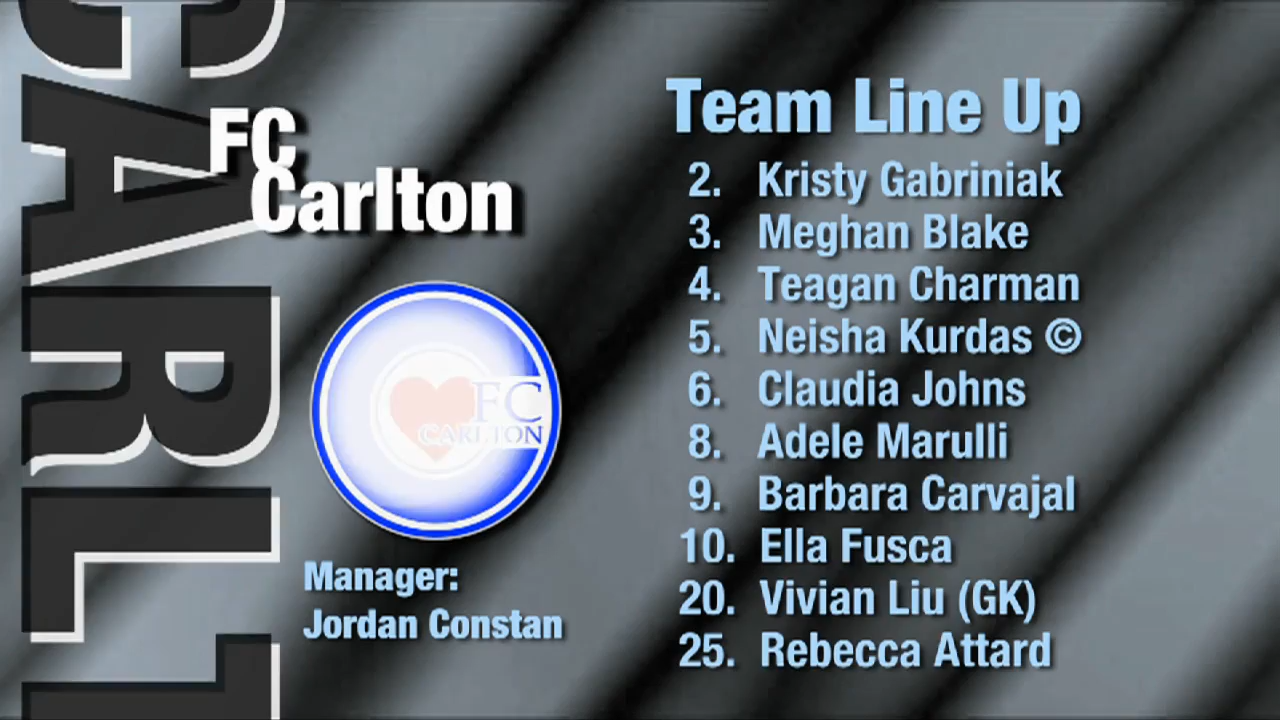 CARLT
FC
Carlton
FC
CARLTON
Manager:
Jordan Constan
Team Line Up
2. Kristy Gabriniak
3. Meghan Blake
4. Teagan Charman
5. Neisha Kurdas ©
6. Claudia Johns
8. Adele Marulli
9. Barbara Carvajal
10. Ella Fusca
20. Vivian Liu (GK)
25. Rebecca Attard